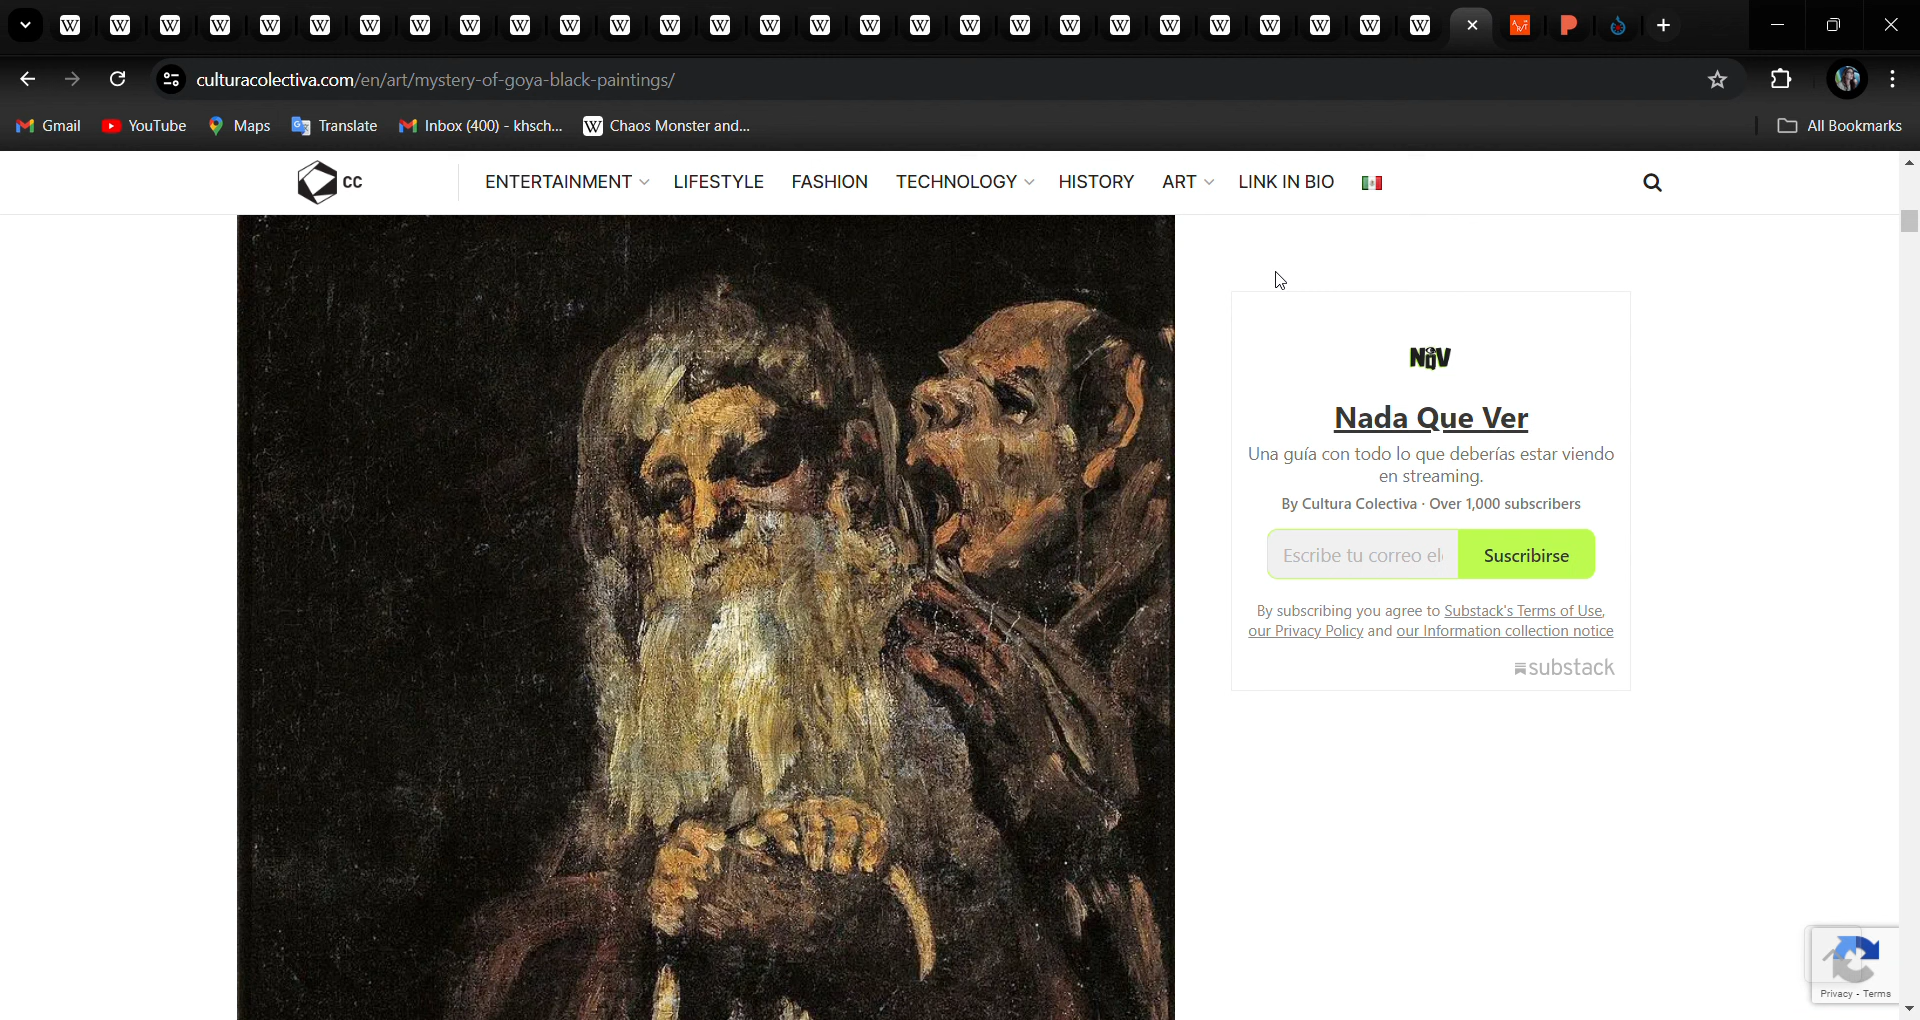 culturacolectiva.com/en/art/mystery-of-goya-black-paintings/
Gmail YouTube Maps Translate Inbox (400) - khsch... Chaos Monster and... All Bookmarks
CC ENTERTAINMENT LIFESTYLE FASHION TECHNOLOGY HISTORY ART LINK IN BIO
NQV
Nada Que Ver
Una guía con todo lo que deberías estar viendo
en streaming.
By Cultura Colectiva · Over 1,000 subscribers
Escribe tu correo el Suscribirse
By subscribing you agree to Substack's Terms of Use,
our Privacy Policy and our Information collection notice
substack
Privacy - Terms